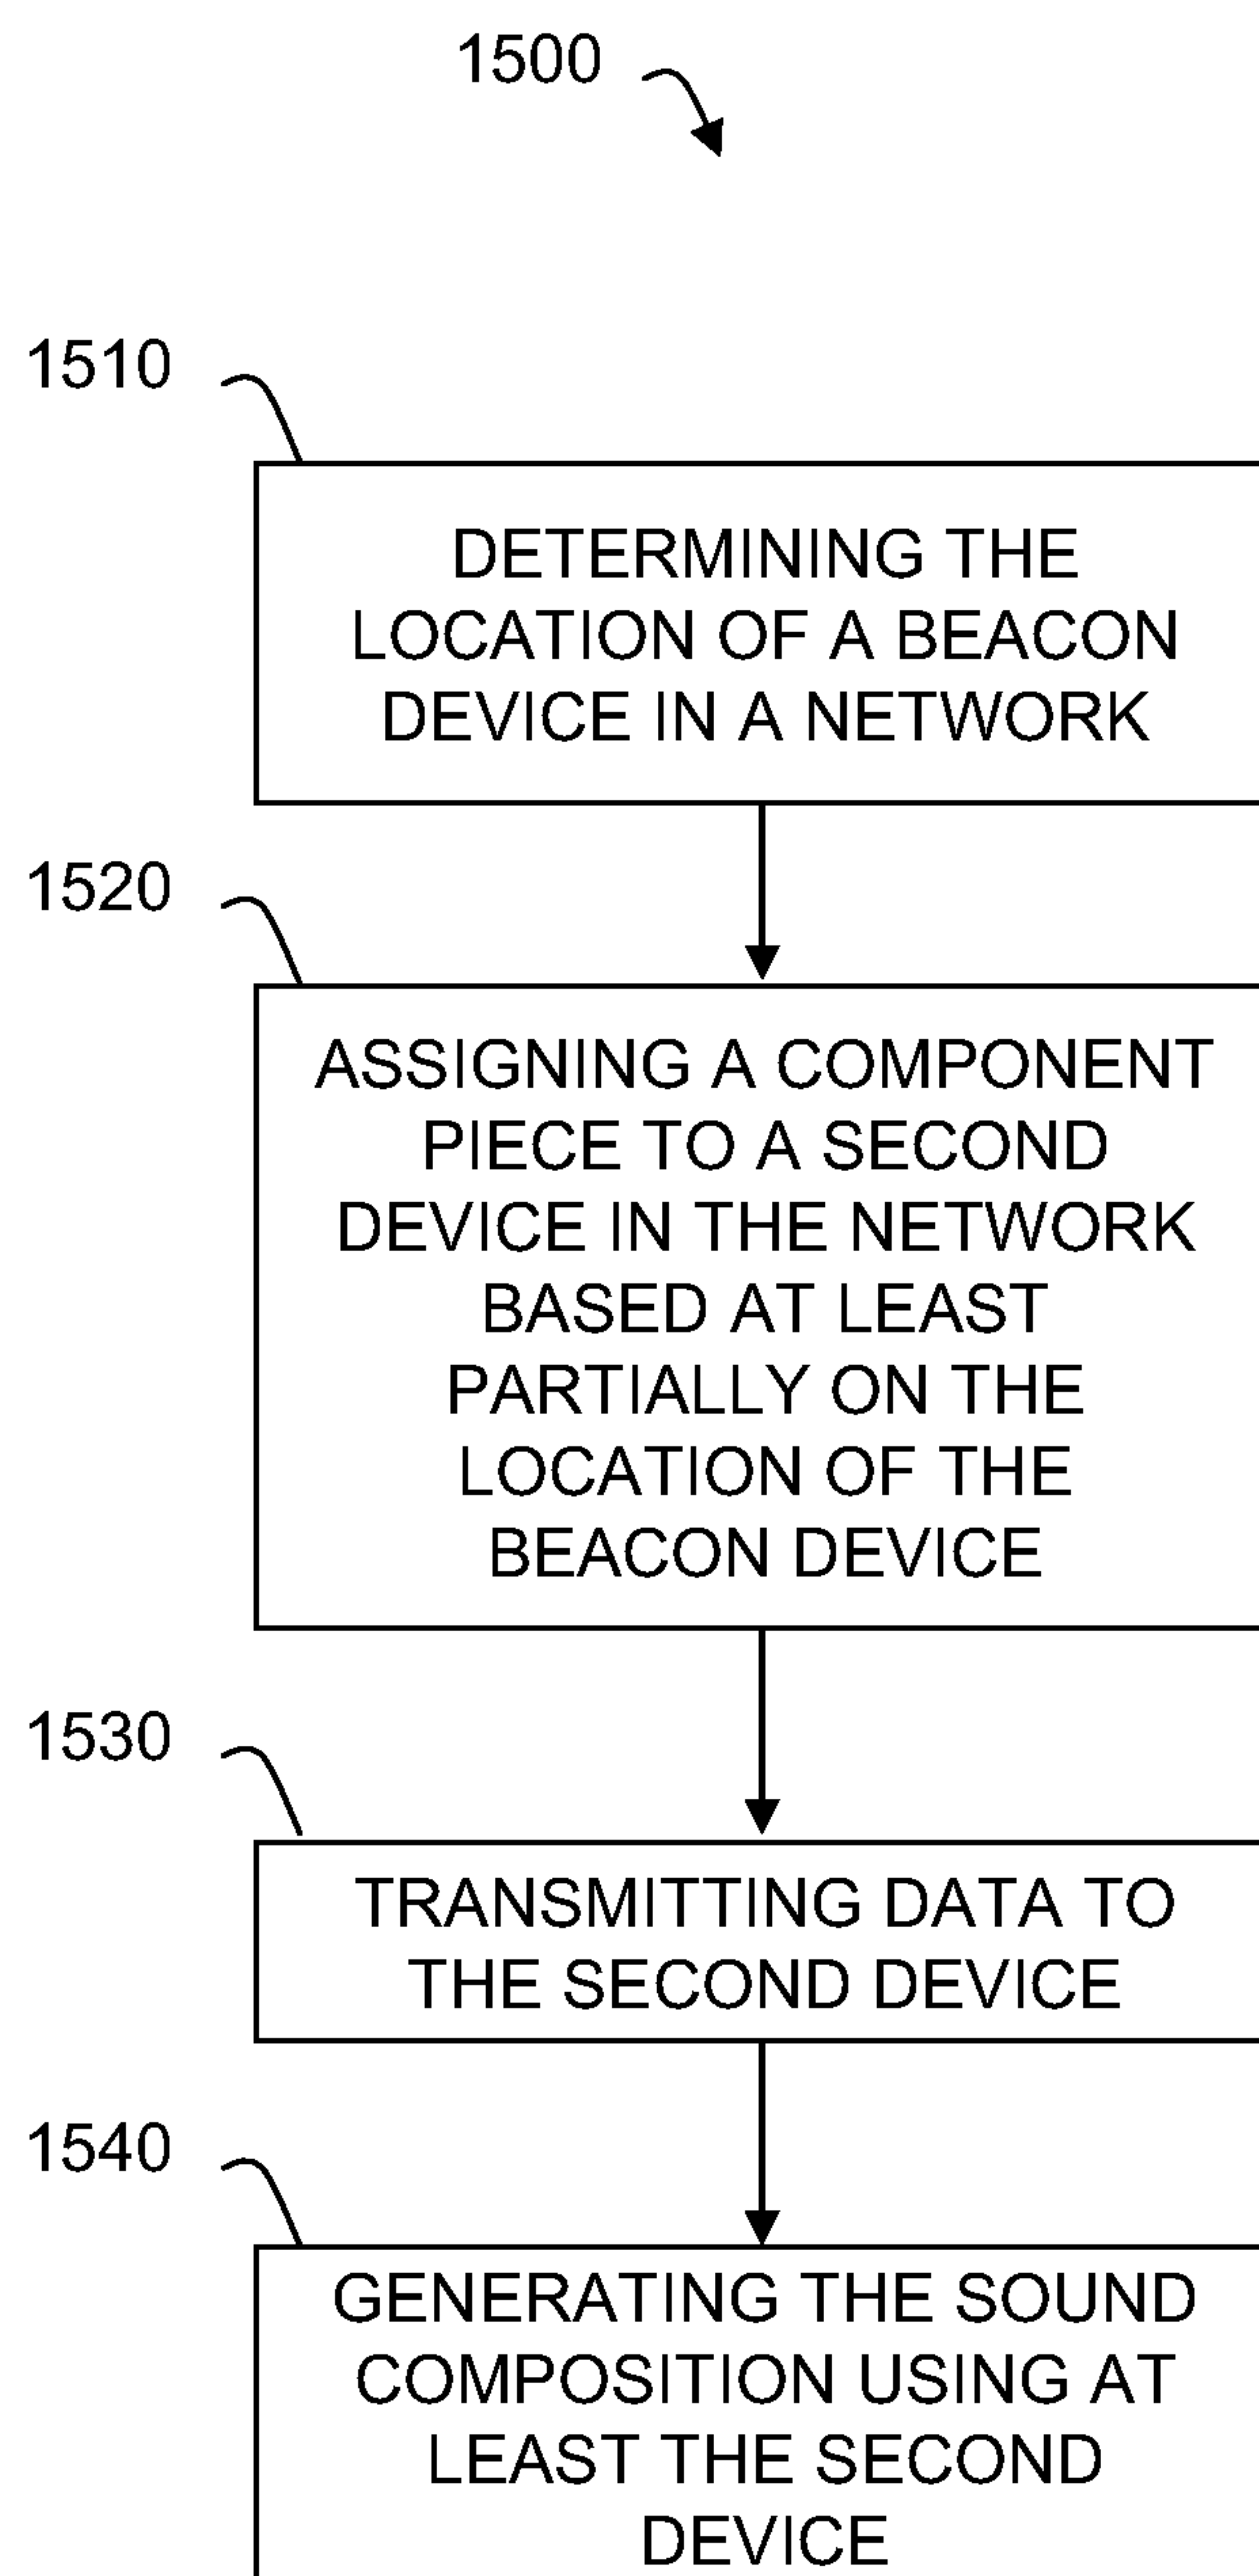 1500
1510
DETERMINING THE
LOCATION OF A BEACON
DEVICE IN A NETWORK
1520
ASSIGNING A COMPONENT
PIECE TO A SECOND
DEVICE IN THE NETWORK
BASED AT LEAST
PARTIALLY ON THE
LOCATION OF THE
BEACON DEVICE
1530
TRANSMITTING DATA TO
THE SECOND DEVICE
1540
GENERATING THE SOUND
COMPOSITION USING AT
LEAST THE SECOND
DEVICE